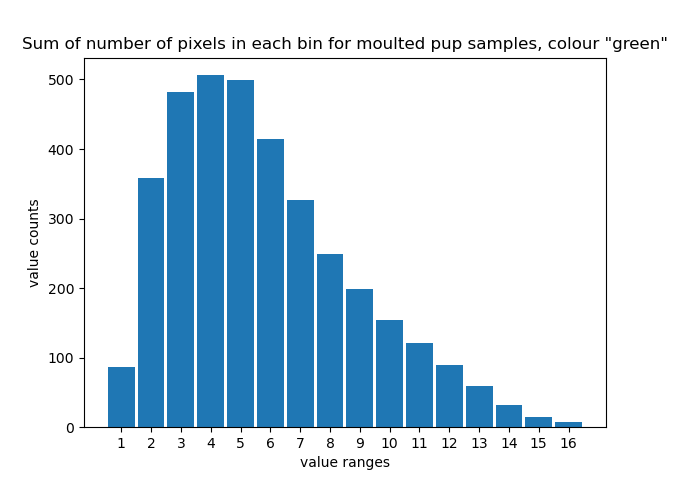 Sum of number of pixels in each bin for moulted pup samples, colour "green"
500
400
300
200
100
0
value counts
1 2 3 4 5 6 7 8 9 10 11 12 13 14 15 16
value ranges